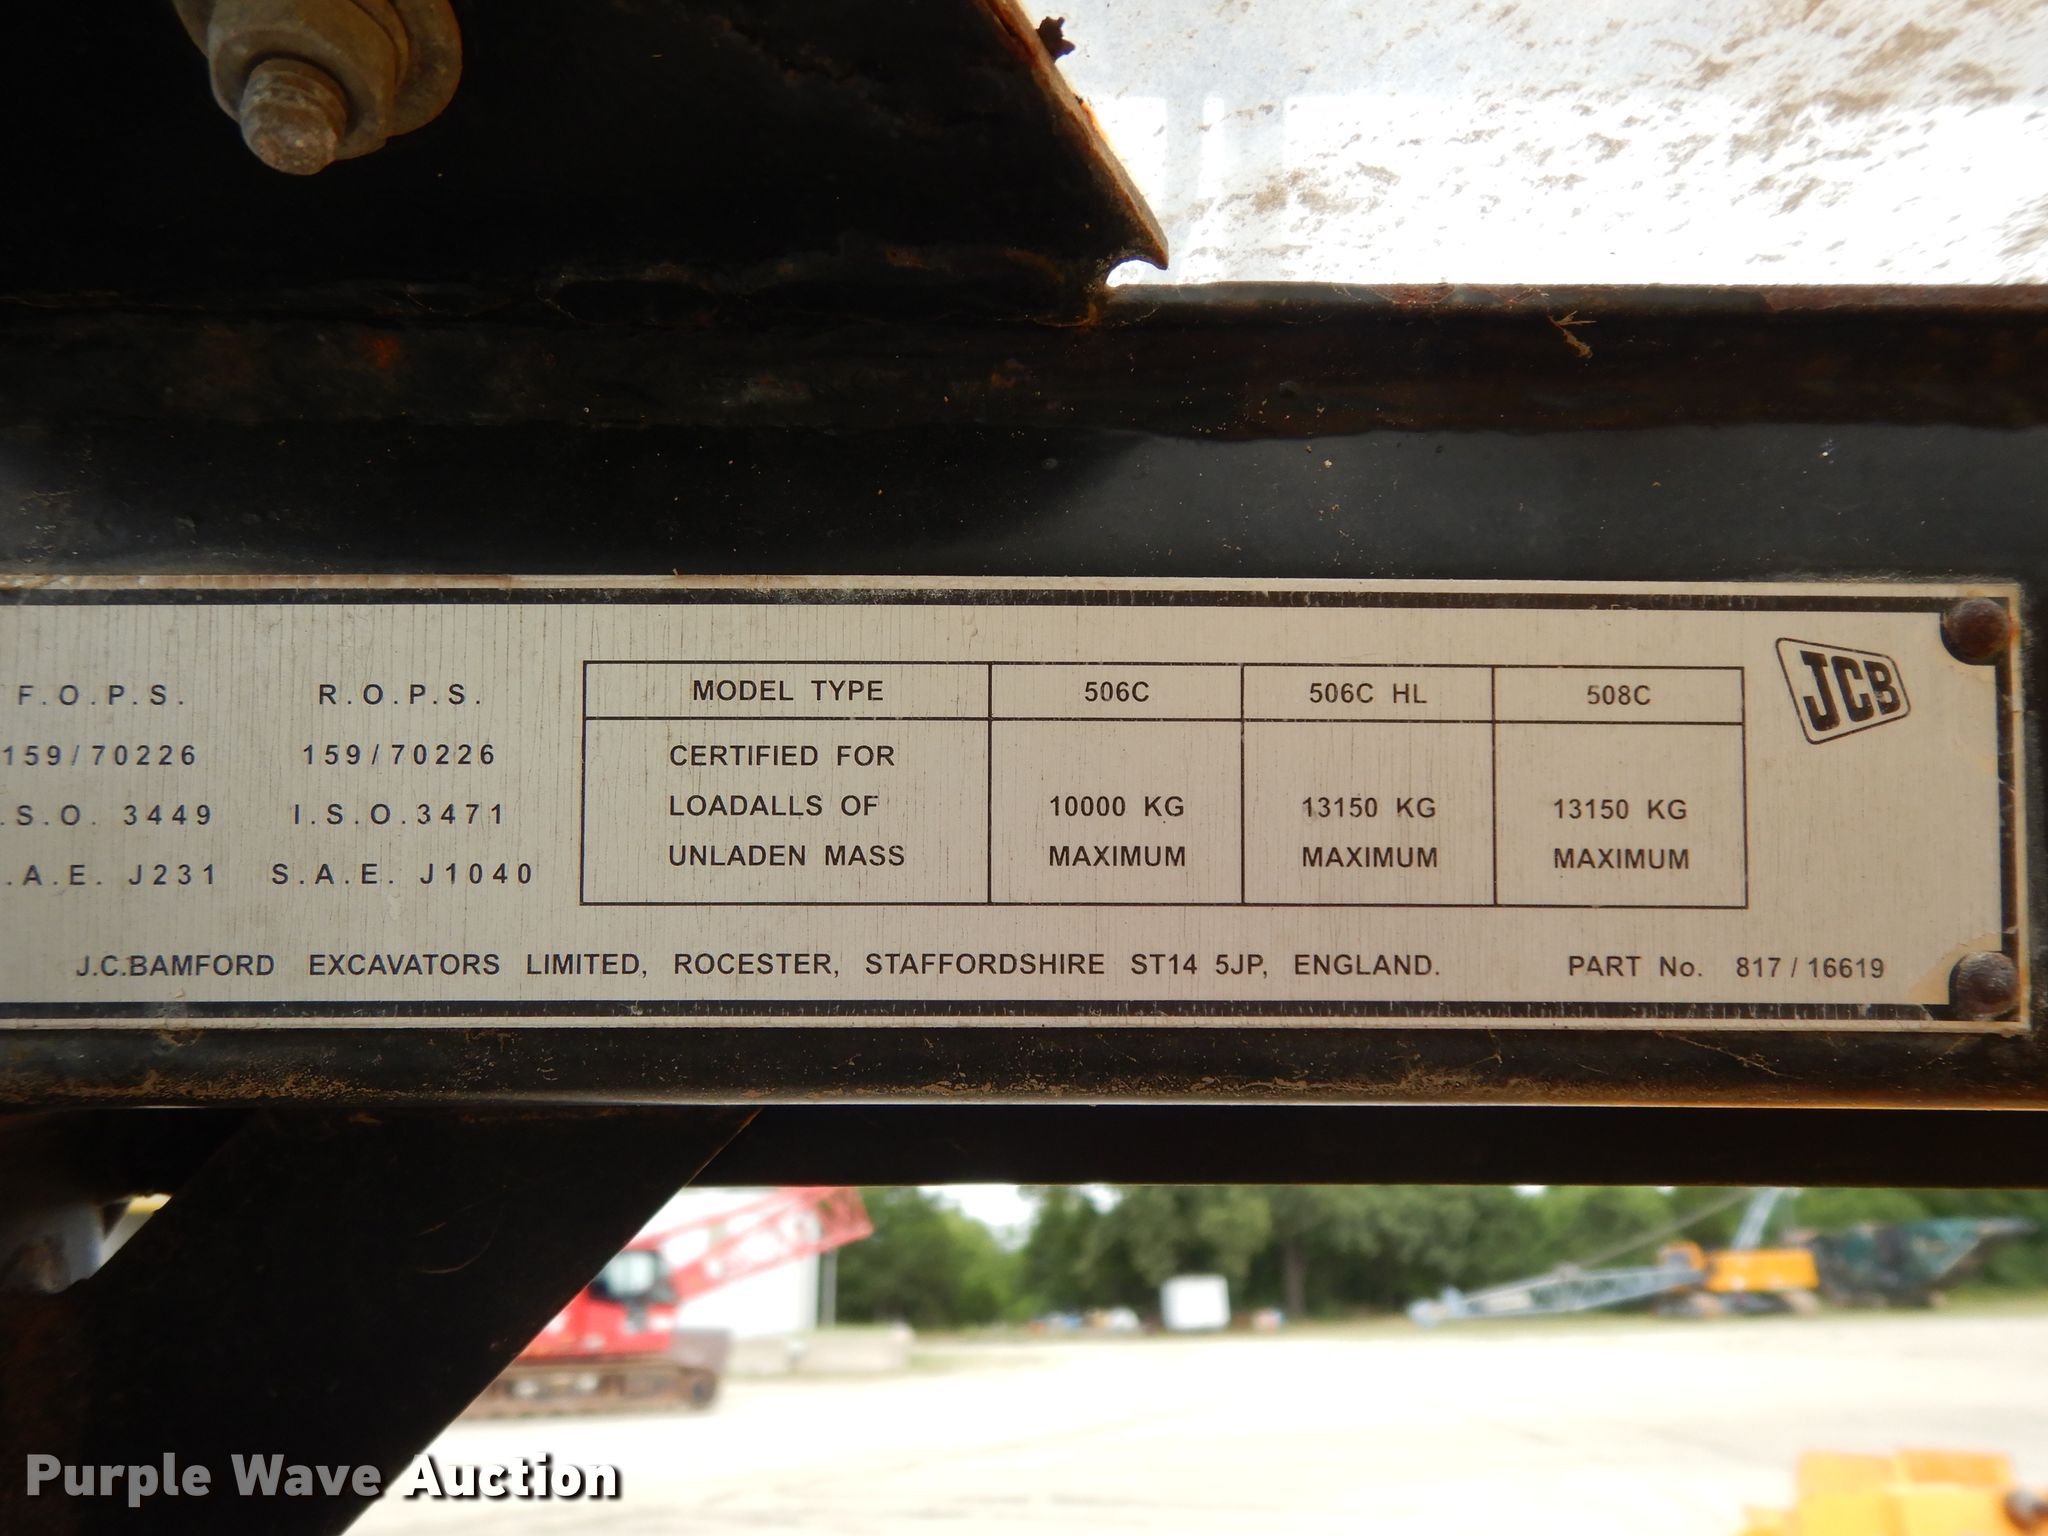 F.O.P.S. R.O.P.S.
159/70226 159/70226
.S.O. 3449 I.S.O.3471
.A.E. J231 S.A.E. J1040
MODEL TYPE 506C 506C HL 508C
CERTIFIED FOR
LOADALLS OF 10000 KG 13150 KG 13150 KG
UNLADEN MASS MAXIMUM MAXIMUM MAXIMUM
JCB
J.C.BAMFORD EXCAVATORS LIMITED, ROCESTER, STAFFORDSHIRE ST14 5JP, ENGLAND. PART No. 817/16619
Purple Wave Auction